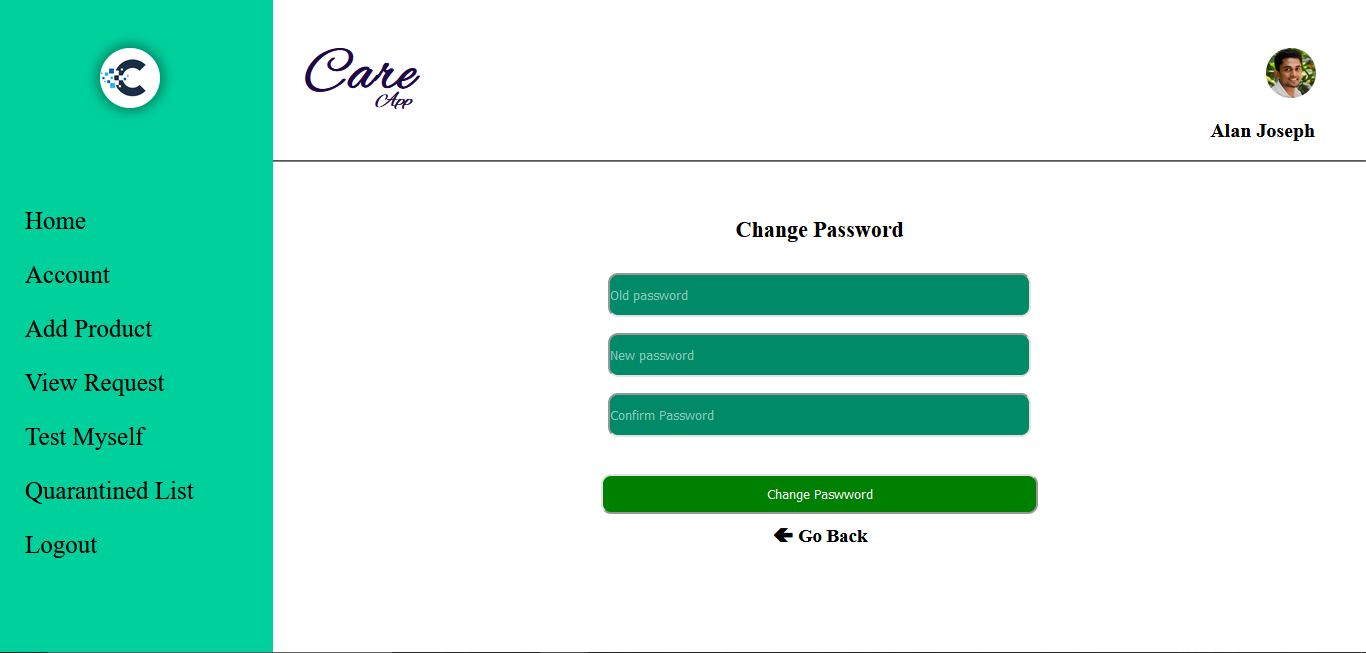 Care
App
Alan Joseph
Home
Account
Add Product
View Request
Test Myself
Quarantined List
Logout
Change Password
Old password
New password
Confirm Password
Change Paswword
Go Back